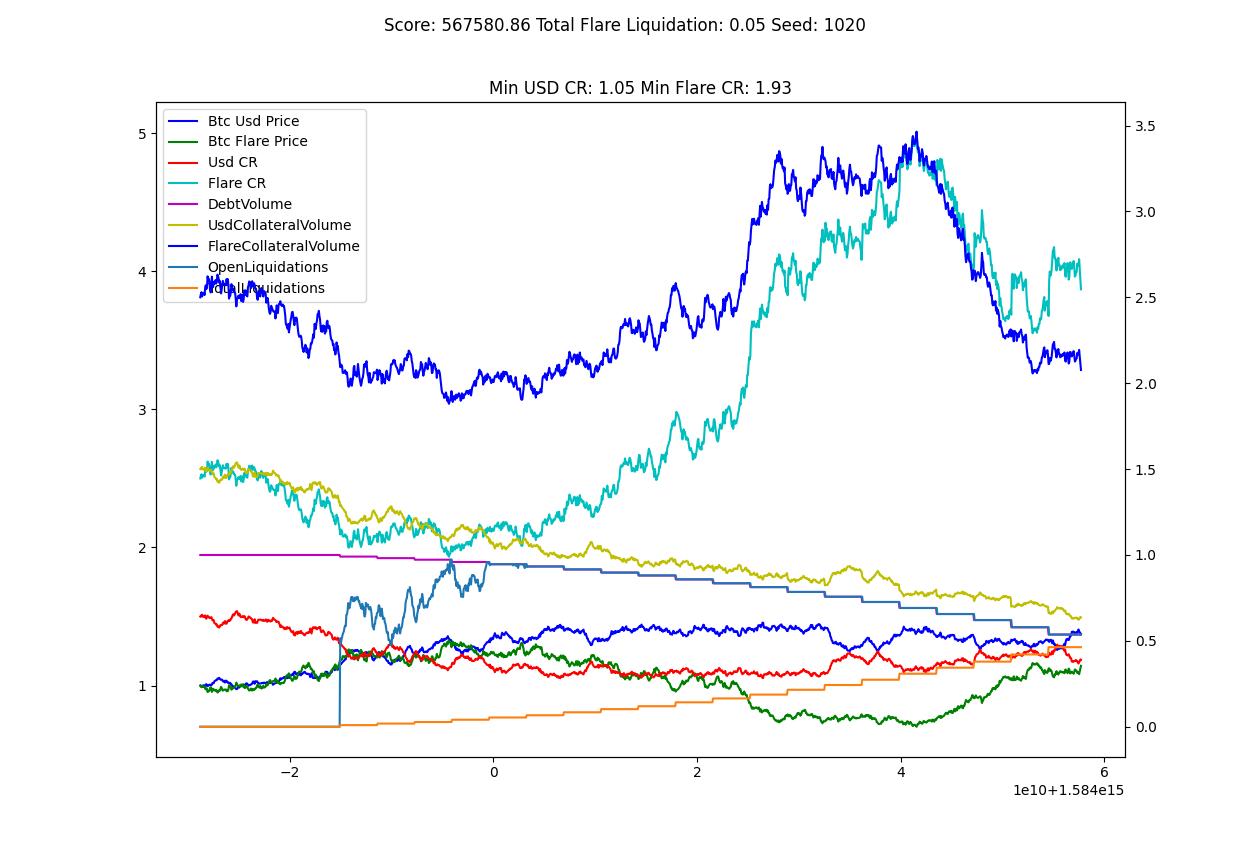 Score: 567580.86 Total Flare Liquidation: 0.05 Seed: 1020
Min USD CR: 1.05 Min Flare CR: 1.93
Btc Usd Price
Btc Flare Price
Usd CR
Flare CR
DebtVolume
UsdCollateralVolume
FlareCollateralVolume
OpenLiquidations
TotalLiquidations
5
4
3
2
1
3.5
3.0
2.5
2.0
1.5
1.0
0.5
0.0
−2 0 2 4 6
1e10+1.584e15